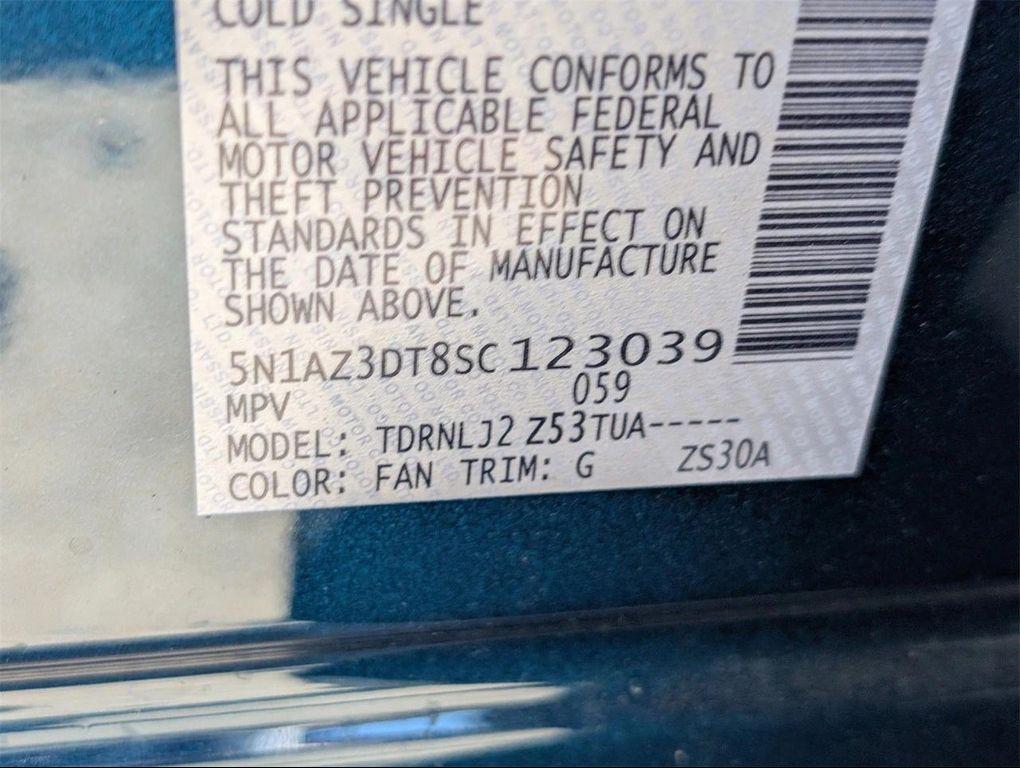 COLD SINGLE
THIS VEHICLE CONFORMS TO
ALL APPLICABLE FEDERAL
MOTOR VEHICLE SAFETY AND
THEFT PREVENTION
STANDARDS IN EFFECT ON
THE DATE OF MANUFACTURE
SHOWN ABOVE.
5N1AZ3DT8SC123039
MPV 059
MODEL: TDRNLJ2 Z53TUA-----
COLOR: FAN TRIM: G ZS30A